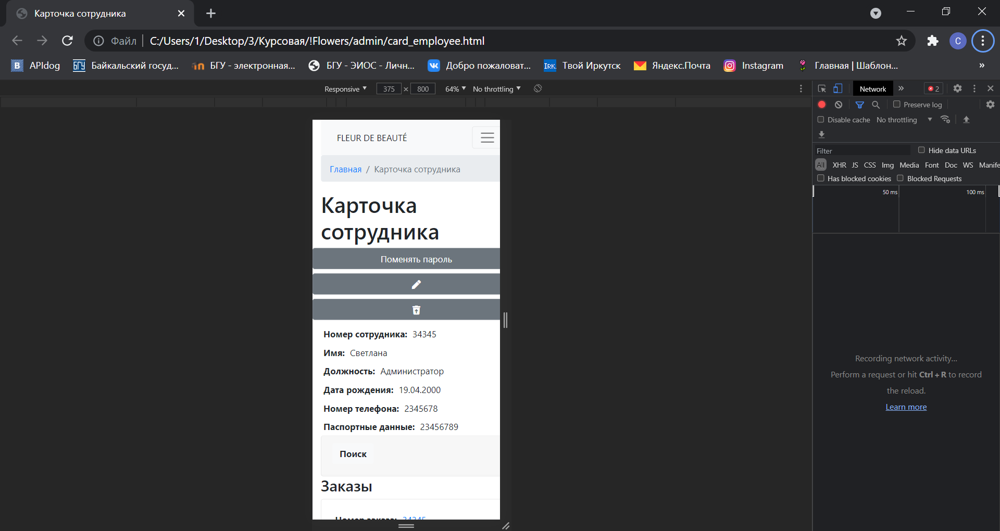 Карточка сотрудника
Файл C:/Users/1/Desktop/3/Курсовая/!Flowers/admin/card_employee.html
C
B APIdog БГУ Байкальский госуд... БГУ - электронная... БГУ - ЭИОС - Личн... Добро пожаловат... IRK. Твой Иркутск Яндекс.Почта Instagram Главная | Шаблон... »
Responsive 375 × 800 64% No throttling
Network » 2
Preserve log
Disable cache No throttling
Filter Hide data URLs
All XHR JS CSS Img Media Font Doc WS Manife
Has blocked cookies Blocked Requests
50 ms 100 ms
Recording network activity...
Perform a request or hit Ctrl + R to record
the reload.
Learn more
FLEUR DE BEAUTÉ
Главная / Карточка сотрудника
Карточка
сотрудника
Поменять пароль
Номер сотрудника: 34345
Имя: Светлана
Должность: Администратор
Дата рождения: 19.04.2000
Номер телефона: 2345678
Паспортные данные: 23456789
Поиск
Заказы
Номер заказа: 34345